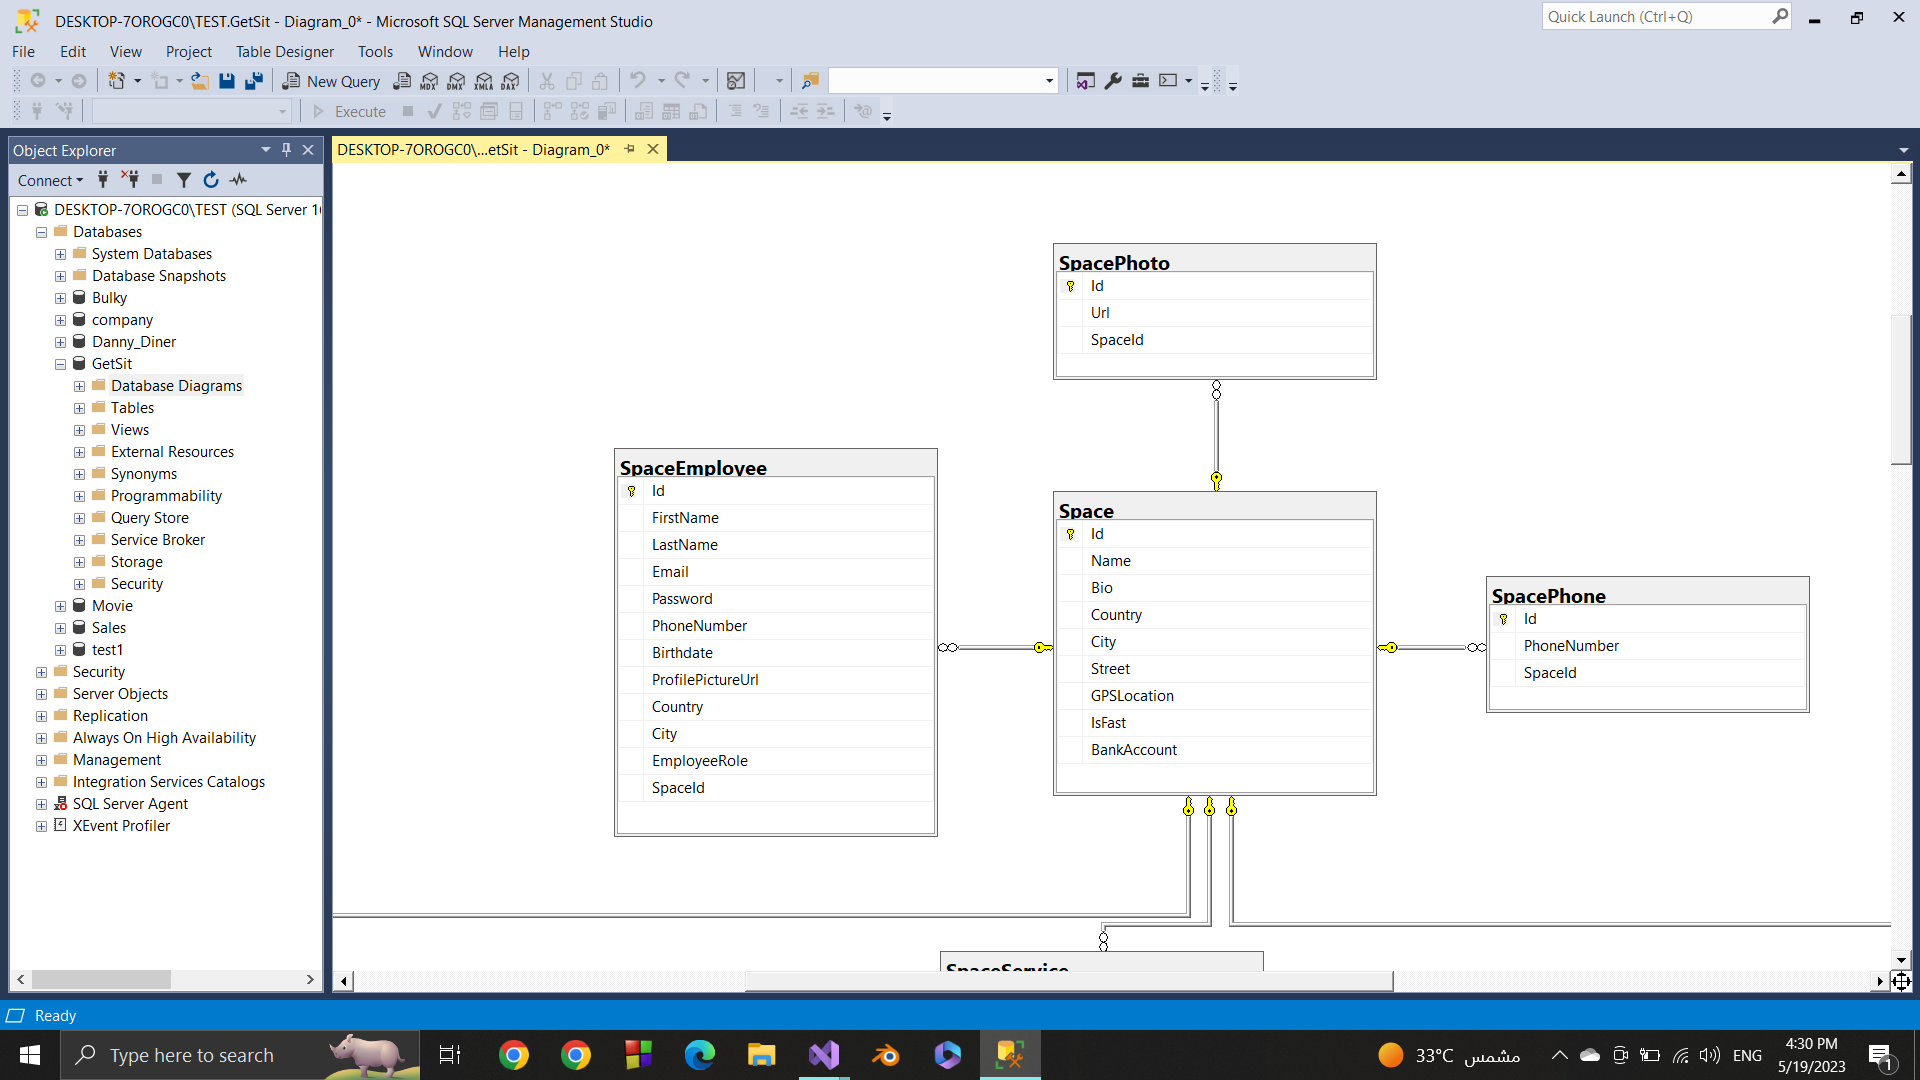 DESKTOP-7OROGC0\TEST.GetSit - Diagram_0* - Microsoft SQL Server Management Studio
Quick Launch (Ctrl+Q)
File Edit View Project Table Designer Tools Window Help
New Query MDX DMX XMLA DAX
Execute
Object Explorer
DESKTOP-7OROGC0\...etSit - Diagram_0*
Connect
DESKTOP-7OROGC0\TEST (SQL Server 1
Databases
System Databases
Database Snapshots
Bulky
company
Danny_Diner
GetSit
Database Diagrams
Tables
Views
External Resources
Synonyms
Programmability
Query Store
Service Broker
Storage
Security
Movie
Sales
test1
Security
Server Objects
Replication
Always On High Availability
Management
Integration Services Catalogs
SQL Server Agent
XEvent Profiler
SpacePhoto
Id
Url
SpaceId
SpaceEmployee
Id
FirstName
LastName
Email
Password
PhoneNumber
Birthdate
ProfilePictureUrl
Country
City
EmployeeRole
SpaceId
Space
Id
Name
Bio
Country
City
Street
GPSLocation
IsFast
BankAccount
SpacePhone
Id
PhoneNumber
SpaceId
SpaceService
Ready
Type here to search
33°C مشمس
ENG
4:30 PM
5/19/2023
1